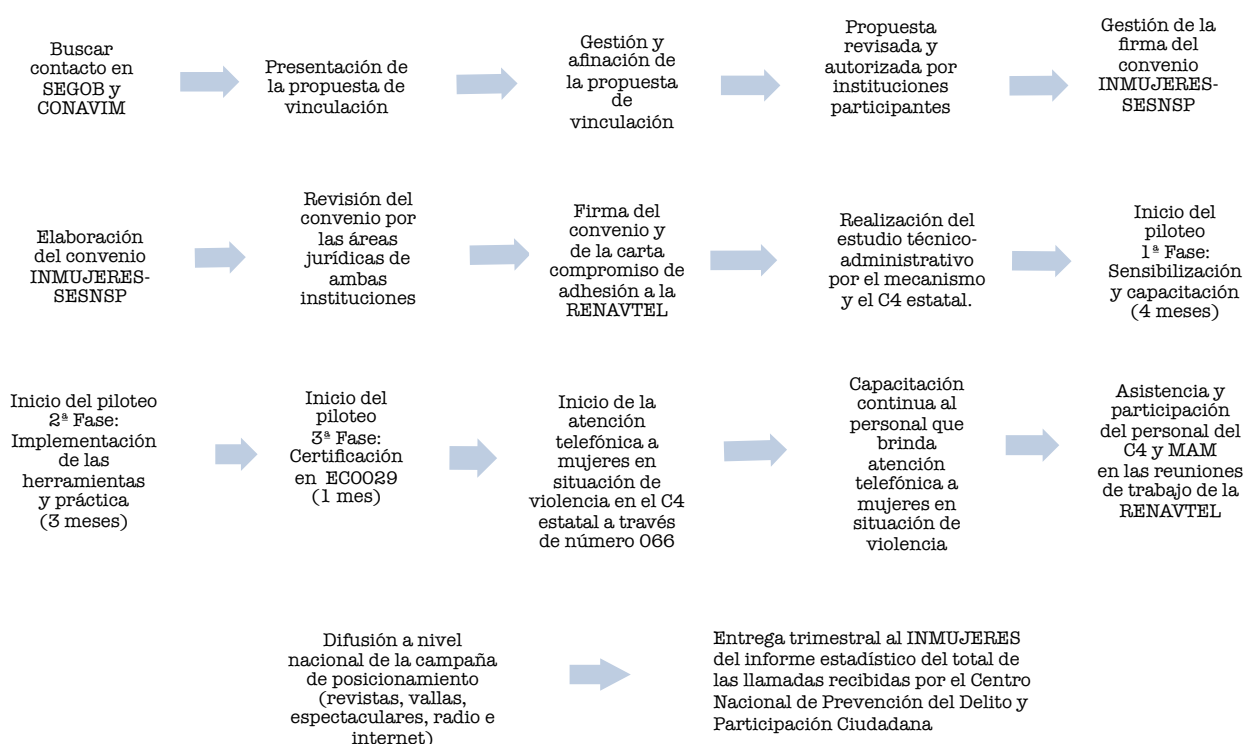 Buscar
contacto en
SEGOB y
CONAVIM
Presentación de
la propuesta de
vinculación
Gestión y
afinación de
la propuesta
de
vinculación
Propuesta
revisada y
autorizada por
instituciones
participantes
Gestión de la
firma del
convenio
INMUJERES-
SESNSP
Elaboración
del convenio
INMUJERES-
SESNSP
Revisión del
convenio por
las áreas
jurídicas de
ambas
instituciones
Firma del
convenio y
de la carta
compromiso de
adhesión a la
RENAVTEL
Realización del
estudio técnico-
administrativo
por el mecanismo
y el C4 estatal.
Inicio del
piloteo
1ª Fase:
Sensibilización
y capacitación
(4 meses)
Inicio del piloteo
2ª Fase:
Implementación
de las
herramientas
y práctica
(3 meses)
Inicio del
piloteo
3ª Fase:
Certificación
en EC0029
(1 mes)
Inicio de la
atención
telefónica a
mujeres en
situación de
violencia en el C4
estatal a través
de número 066
Capacitación
continua al
personal que
brinda
atención
telefónica a
mujeres en
situación de
violencia
Asistencia y
participación
del personal del
C4 y MAM
en las reuniones
de trabajo de la
RENAVTEL
Difusión a nivel
nacional de la campaña
de posicionamiento
(revistas, vallas,
espectaculares, radio e
internet)
Entrega trimestral al INMUJERES
del informe estadístico del total de
las llamadas recibidas por el Centro
Nacional de Prevención del Delito y
Participación Ciudadana